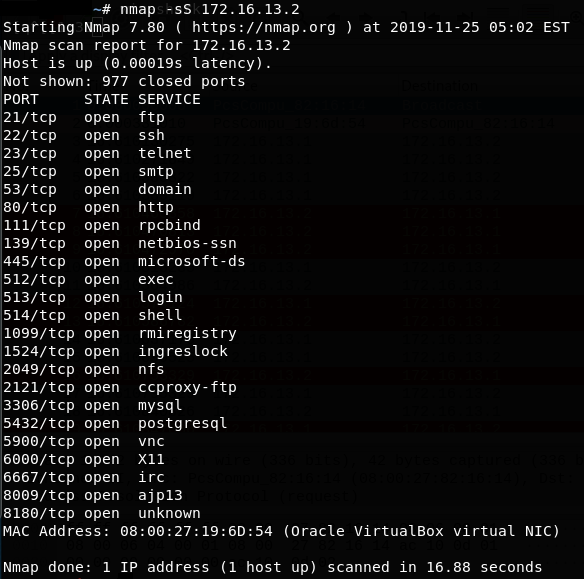 ~# nmap -sS 172.16.13.2
Starting Nmap 7.80 ( https://nmap.org ) at 2019-11-25 05:02 EST
Nmap scan report for 172.16.13.2
Host is up (0.00019s latency).
Not shown: 977 closed ports
PORT     STATE SERVICE
21/tcp   open  ftp
22/tcp   open  ssh
23/tcp   open  telnet
25/tcp   open  smtp
53/tcp   open  domain
80/tcp   open  http
111/tcp  open  rpcbind
139/tcp  open  netbios-ssn
445/tcp  open  microsoft-ds
512/tcp  open  exec
513/tcp  open  login
514/tcp  open  shell
1099/tcp open  rmiregistry
1524/tcp open  ingreslock
2049/tcp open  nfs
2121/tcp open  ccproxy-ftp
3306/tcp open  mysql
5432/tcp open  postgresql
5900/tcp open  vnc
6000/tcp open  X11
6667/tcp open  irc
8009/tcp open  ajp13
8180/tcp open  unknown
MAC Address: 08:00:27:19:6D:54 (Oracle VirtualBox virtual NIC)
Nmap done: 1 IP address (1 host up) scanned in 16.88 seconds